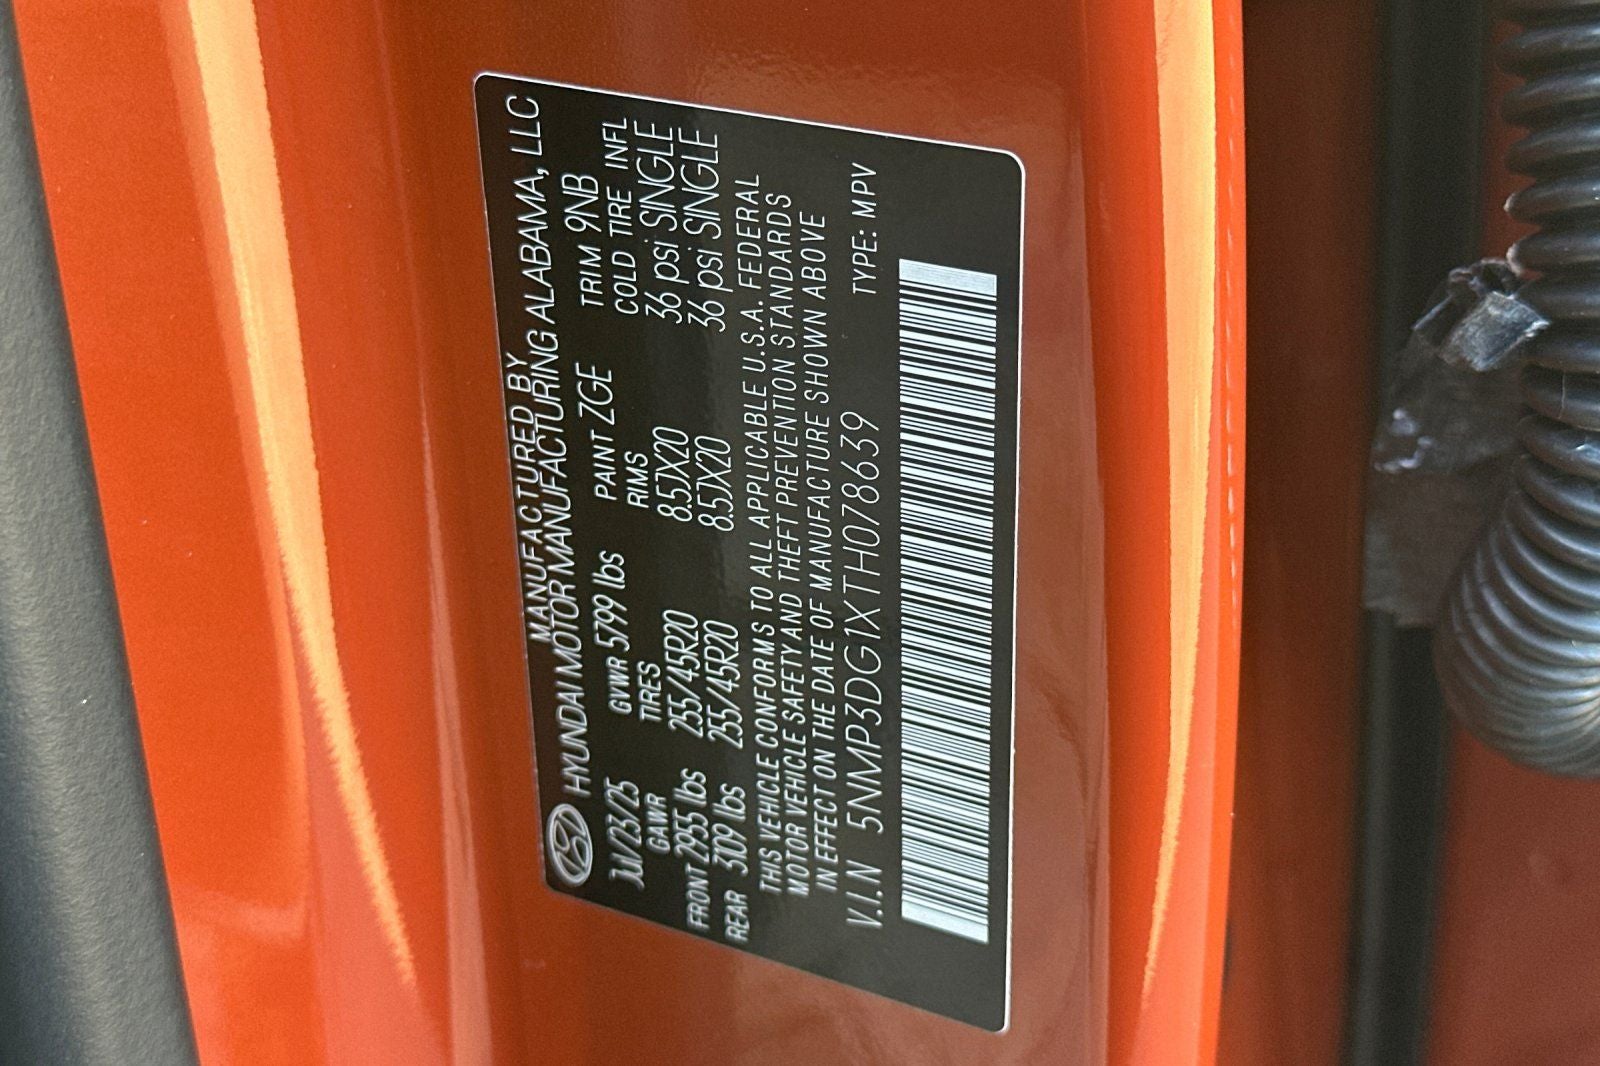 MANUFACTURED BY
HYUNDAI MOTOR MANUFACTURING ALABAMA, LLC
Jul/23/25 GVWR 5799 lbs PAINT ZGE TRIM 9NB
GAWR TIRES RIMS COLD TIRE INFL
FRONT 2955 lbs 255/45R20 8.5JX20 36 psi SINGLE
REAR 3109 lbs 255/45R20 8.5JX20 36 psi SINGLE
THIS VEHICLE CONFORMS TO ALL APPLICABLE U.S.A. FEDERAL
MOTOR VEHICLE SAFETY AND THEFT PREVENTION STANDARDS
IN EFFECT ON THE DATE OF MANUFACTURE SHOWN ABOVE
V.I.N 5NMP3DG1XTH078639 TYPE: MPV